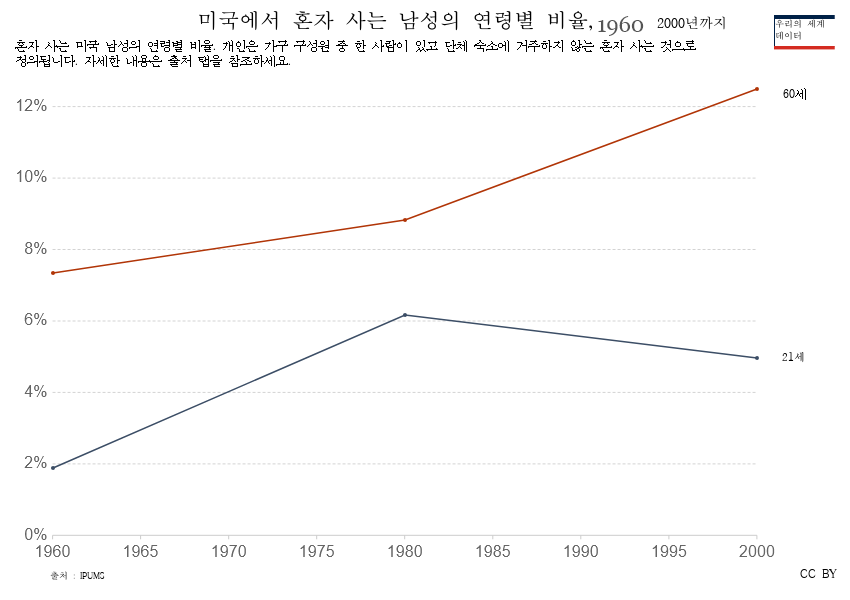 미국에서 혼자 사는 남성의 연령별 비율, 1960 2000년까지
우리의 세계
데이터
혼자 사는 미국 남성의 연령별 비율. 개인은 가구 구성원 중 한 사람이 있고 단체 숙소에 거주하지 않는 혼자 사는 것으로
정의됩니다. 자세한 내용은 출처 탭을 참조하세요.
60세
12%
10%
8%
6%
21세
4%
2%
0%
1960 1965 1970 1975 1980 1985 1990 1995 2000
출처 : IPUMS
CC BY